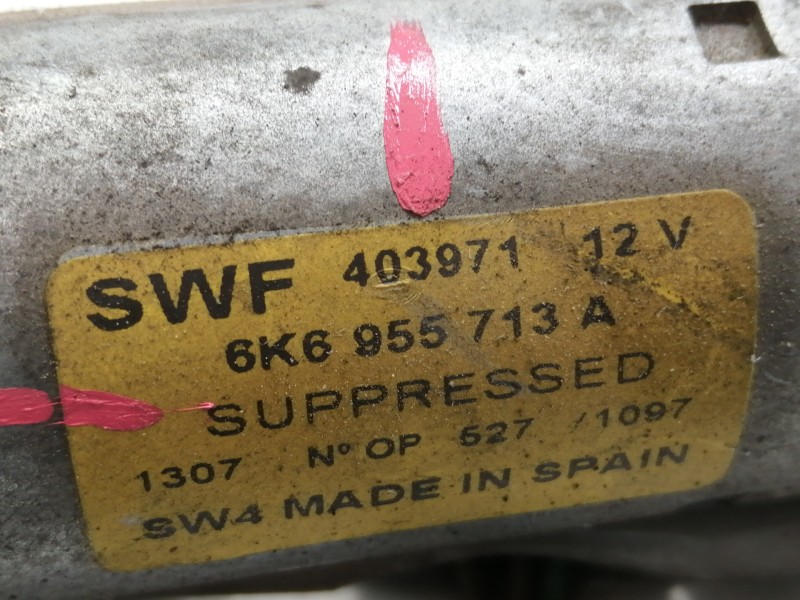 SWF 403971 12 V
6K6 955 713 A
SUPPRESSED
1307 Nº OP 527 /1097
SW4 MADE IN SPAIN